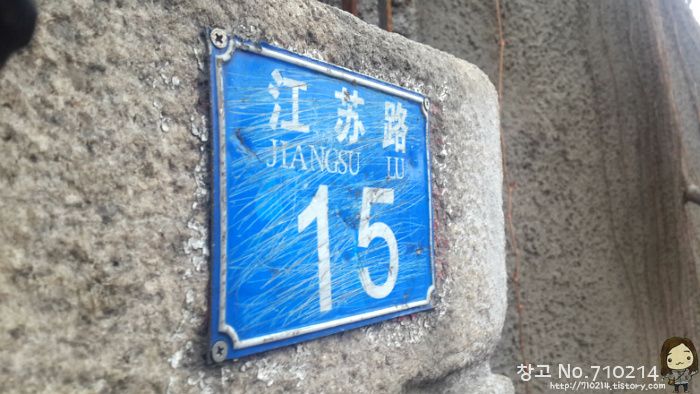 江苏路
JIANGSU LU
15
창고 No.710214
http://710214.tistory.com/